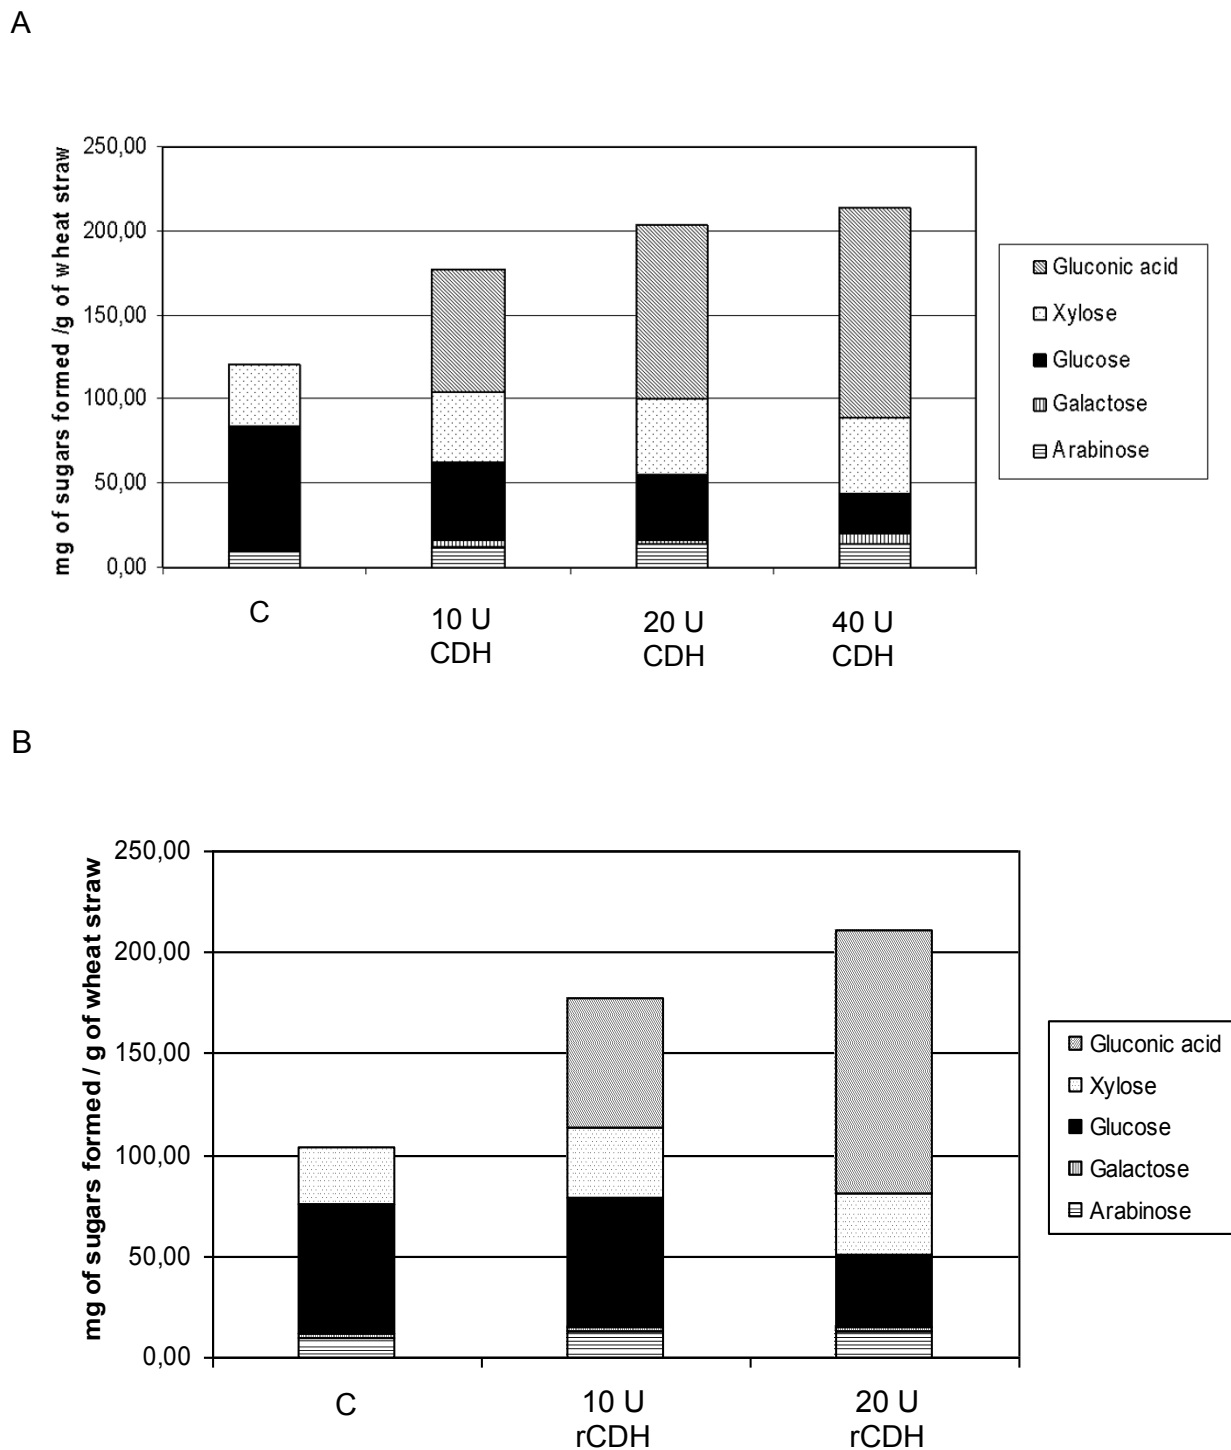 A
mg of sugars formed /g of wheat straw
250,00
200,00
150,00
100,00
50,00
0,00
C
10 U
CDH
20 U
CDH
40 U
CDH
Gluconic acid
Xylose
Glucose
Galactose
Arabinose
B
mg of sugars formed / g of wheat straw
250,00
200,00
150,00
100,00
50,00
0,00
C
10 U
rCDH
20 U
rCDH
Gluconic acid
Xylose
Glucose
Galactose
Arabinose